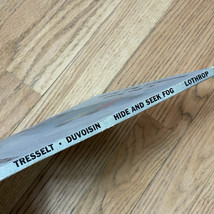 TRESSELT • DUVOISIN HIDE AND SEEK FOG LOTHROP